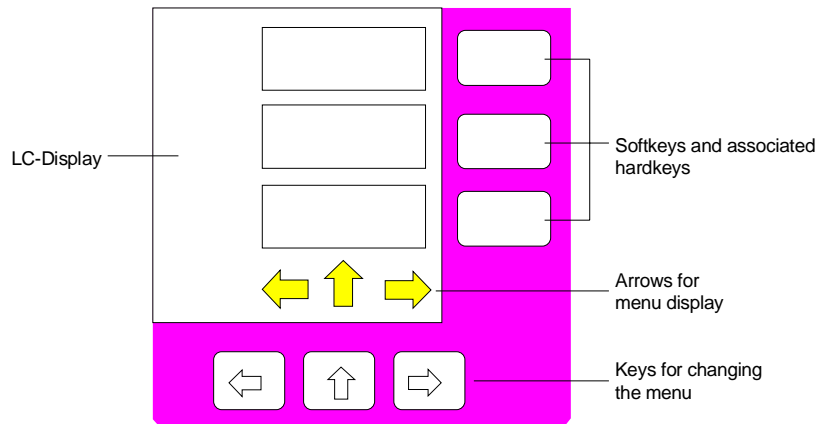 LC-Display
Softkeys and associated
hardkeys
Arrows for
menu display
Keys for changing
the menu